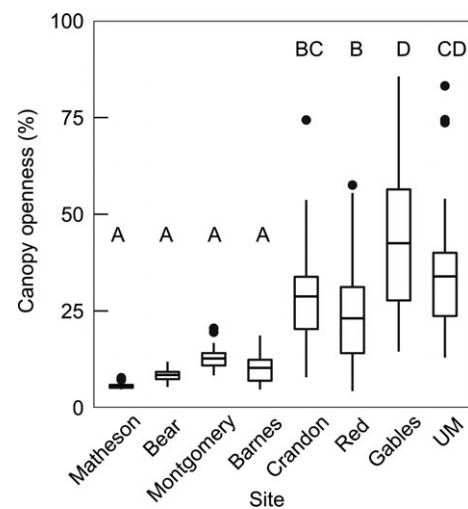 100
BC B D CD
75
Canopy openness (%)
50
A A A A
25
0
Matheson
Bear
Montgomery
Barnes
Crandon
Red
Gables
UM
Site